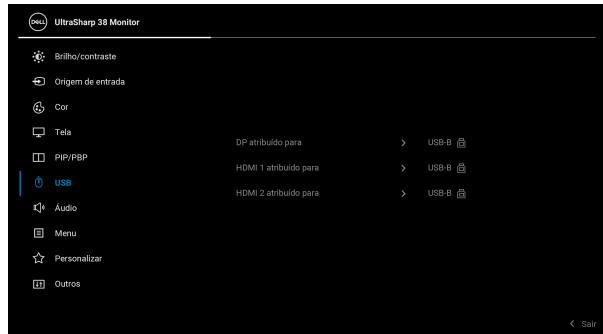 DELL UltraSharp 38 Monitor
Brilho/contraste
Origem de entrada
Cor
Tela
DP atribuído para > USB-B
PIP/PBP
HDMI 1 atribuído para > USB-B
USB
HDMI 2 atribuído para > USB-B
Áudio
Menu
Personalizar
Outros
< Sair